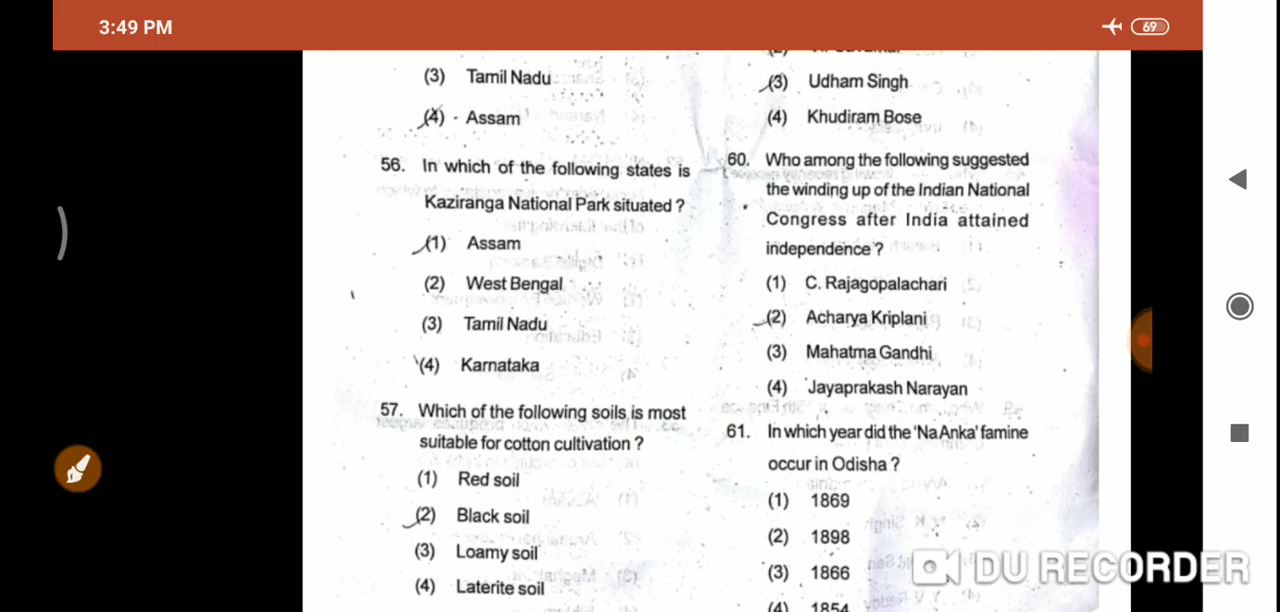 3:49 PM
69
(3) Tamil Nadu
(4) Assam
56. In which of the following states is
Kaziranga National Park situated ?
(1) Assam
(2) West Bengal
(3) Tamil Nadu
(4) Karnataka
57. Which of the following soils is most
suitable for cotton cultivation ?
(1) Red soil
(2) Black soil
(3) Loamy soil
(4) Laterite soil
(3) Udham Singh
(4) Khudiram Bose
60. Who among the following suggested
the winding up of the Indian National
Congress after India attained
independence ?
(1) C. Rajagopalachari
(2) Acharya Kriplani
(3) Mahatma Gandhi
(4) Jayaprakash Narayan
61. In which year did the 'Na Anka' famine
occur in Odisha ?
(1) 1869
(2) 1898
(3) 1866
(4) 1854
DU RECORDER